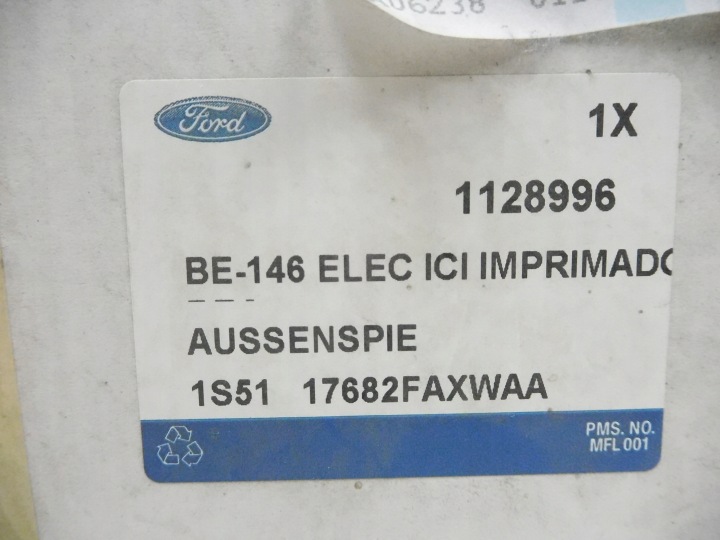 Ford
1X
1128996
BE-146 ELEC ICI IMPRIMADO
AUSSENSPIE
1S51 17682FAXWAA
PMS. NO.
MFL 001